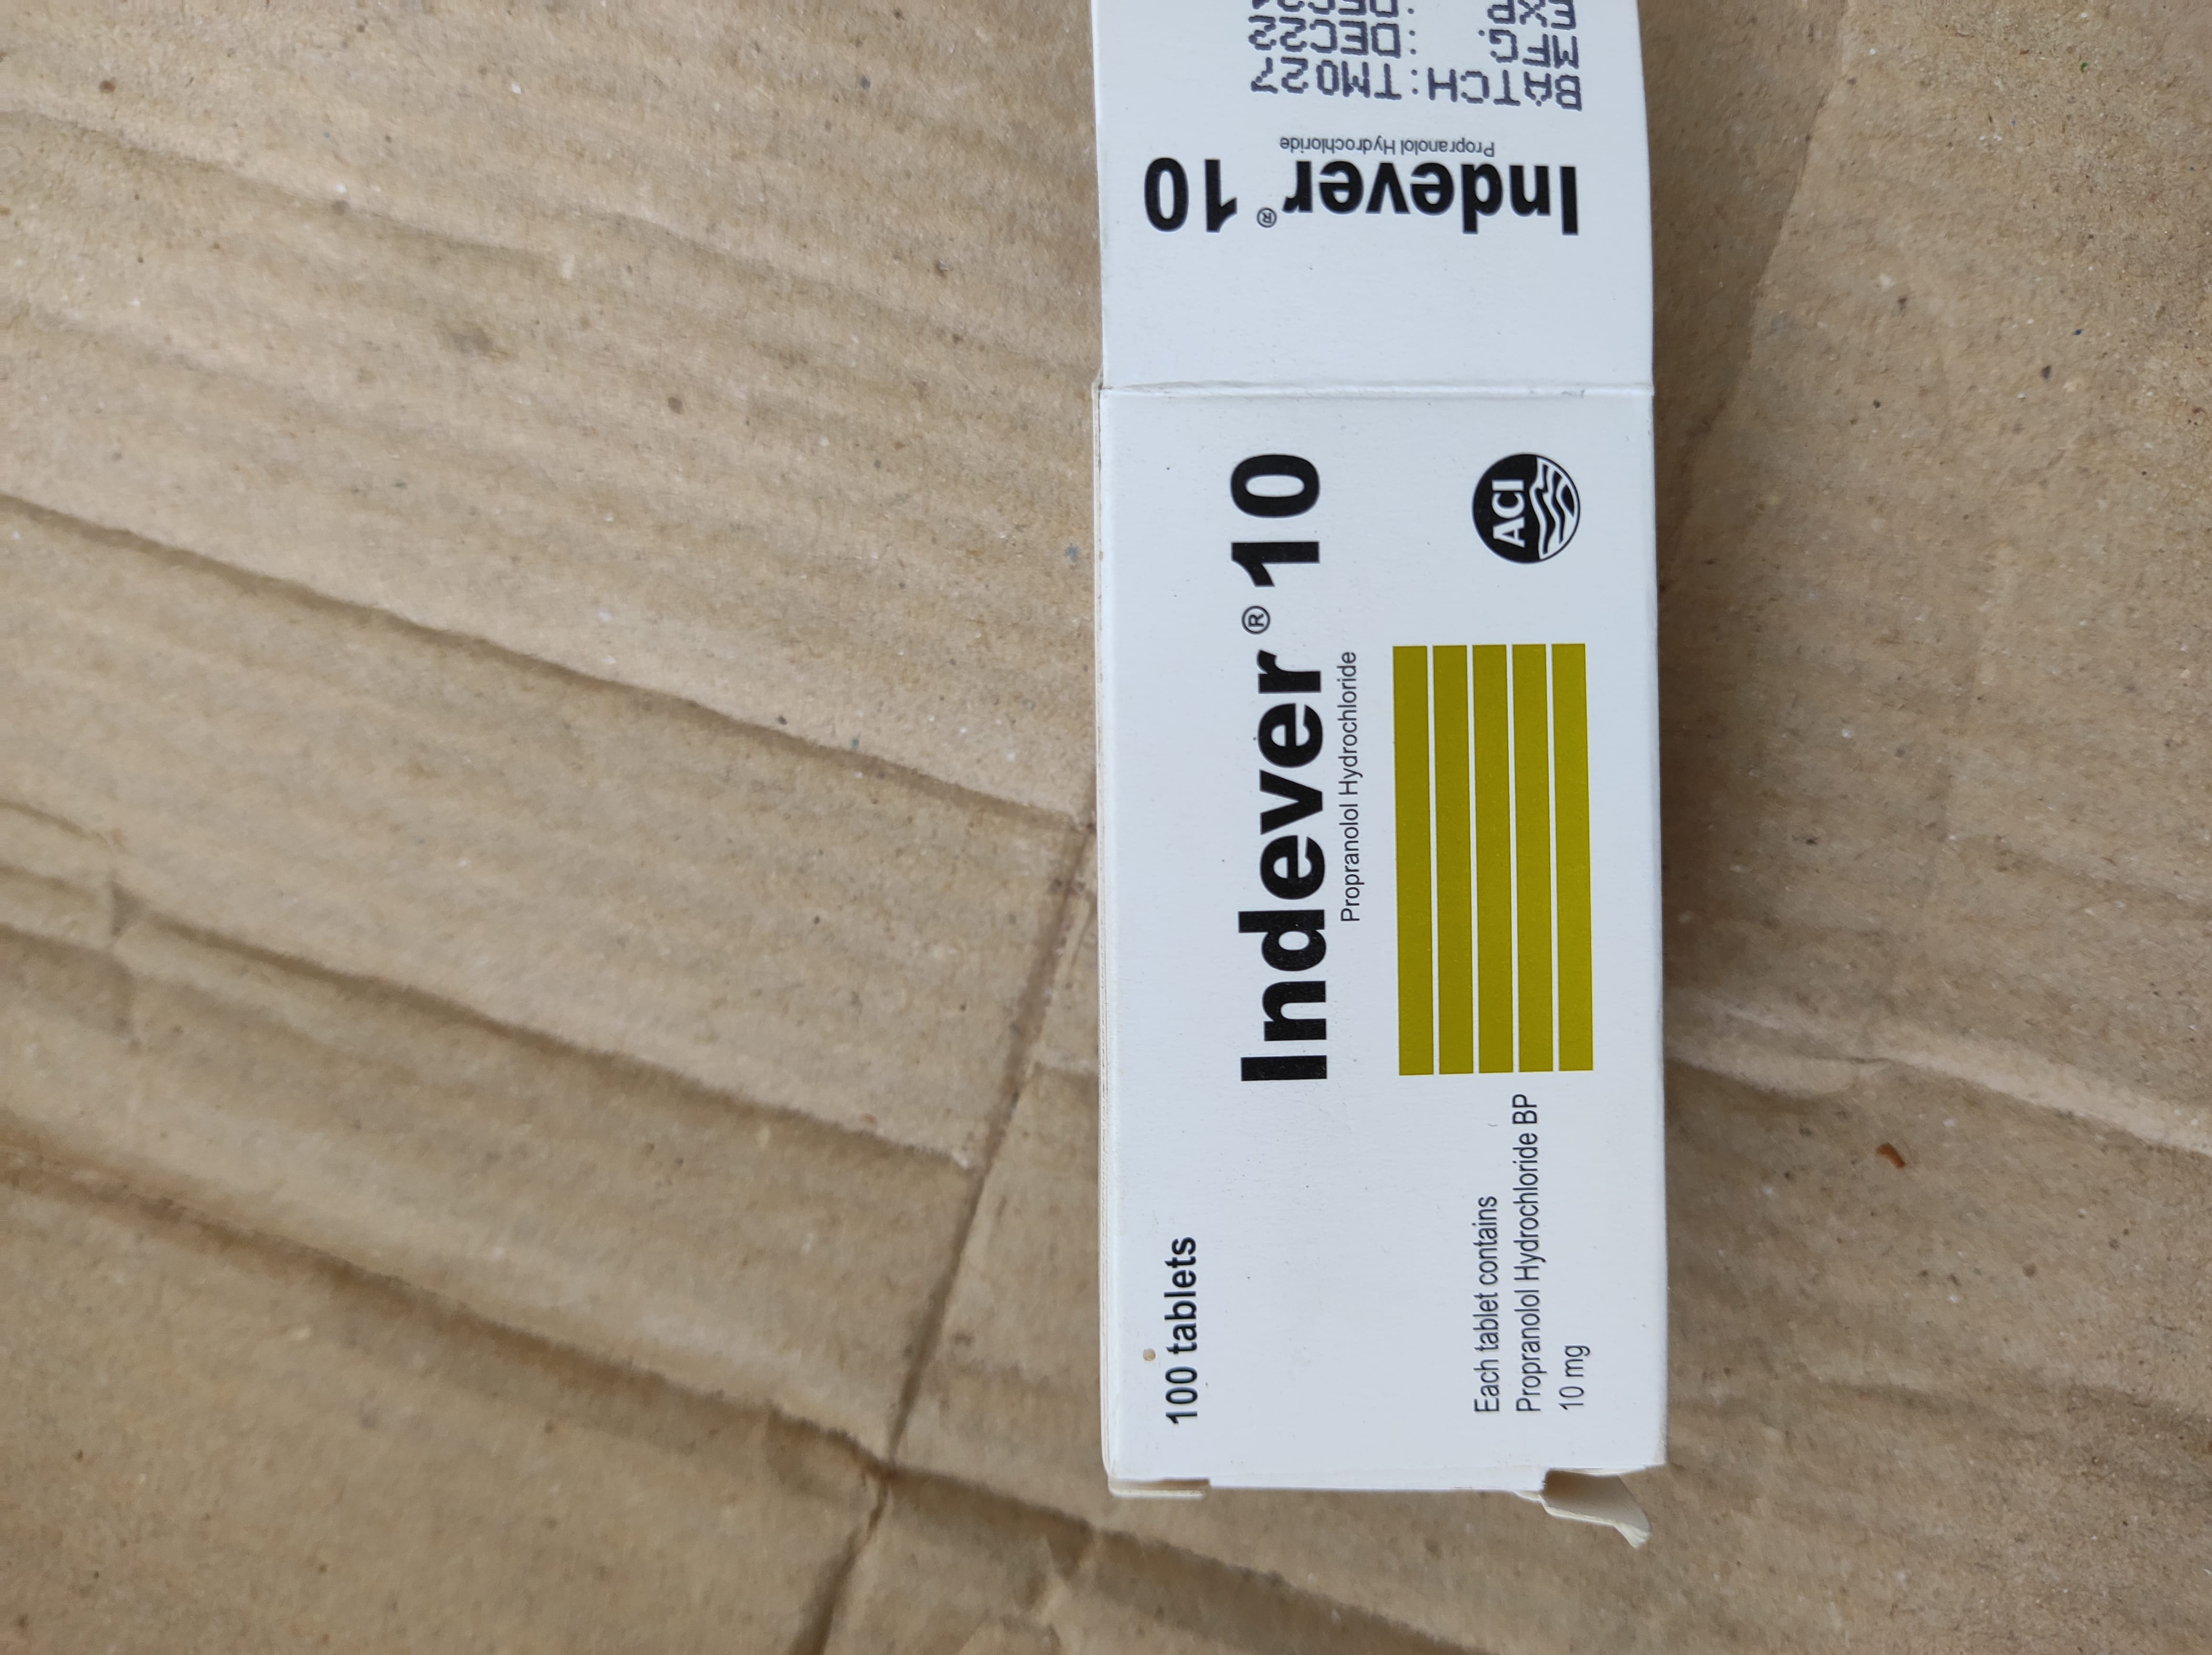 100 tablets
Indever® 10
Propranolol Hydrochloride
Each tablet contains
Propranolol Hydrochloride BP
10 mg
ACI
Indever® 10
Propranolol Hydrochloride
BATCH:TM027
MFG. :DEC22
EXP :